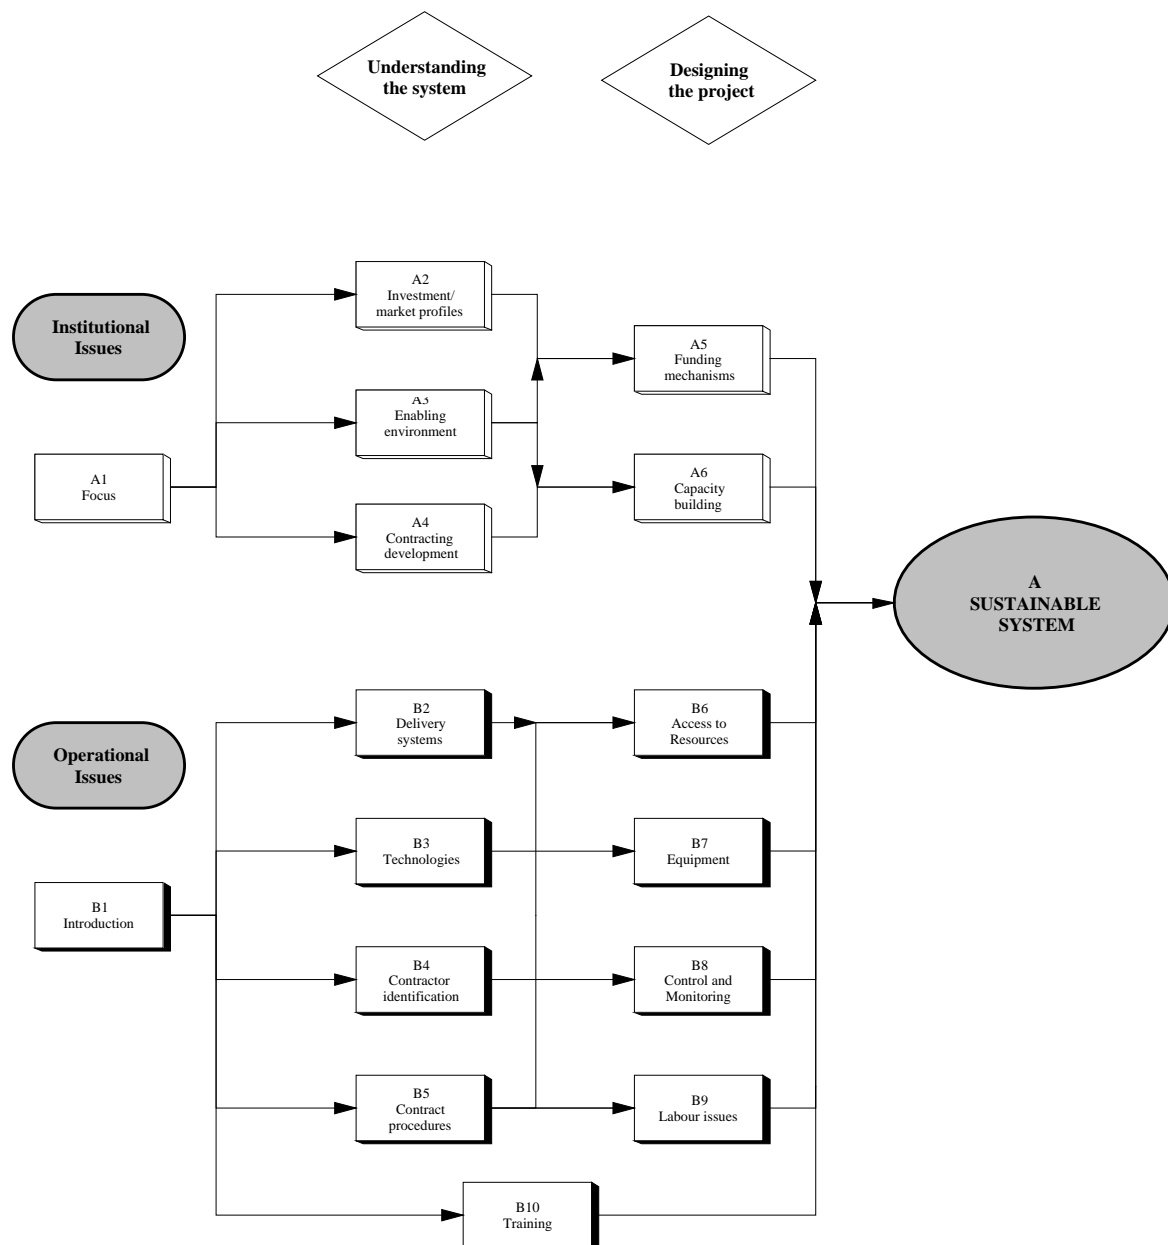 Understanding
the system
Designing
the project
Institutional
Issues
A1
Focus
A2
Investment/
market profiles
A3
Enabling
environment
A4
Contracting
development
A5
Funding
mechanisms
A6
Capacity
building
A
SUSTAINABLE
SYSTEM
Operational
Issues
B1
Introduction
B2
Delivery
systems
B3
Technologies
B4
Contractor
identification
B5
Contract
procedures
B6
Access to
Resources
B7
Equipment
B8
Control and
Monitoring
B9
Labour issues
B10
Training